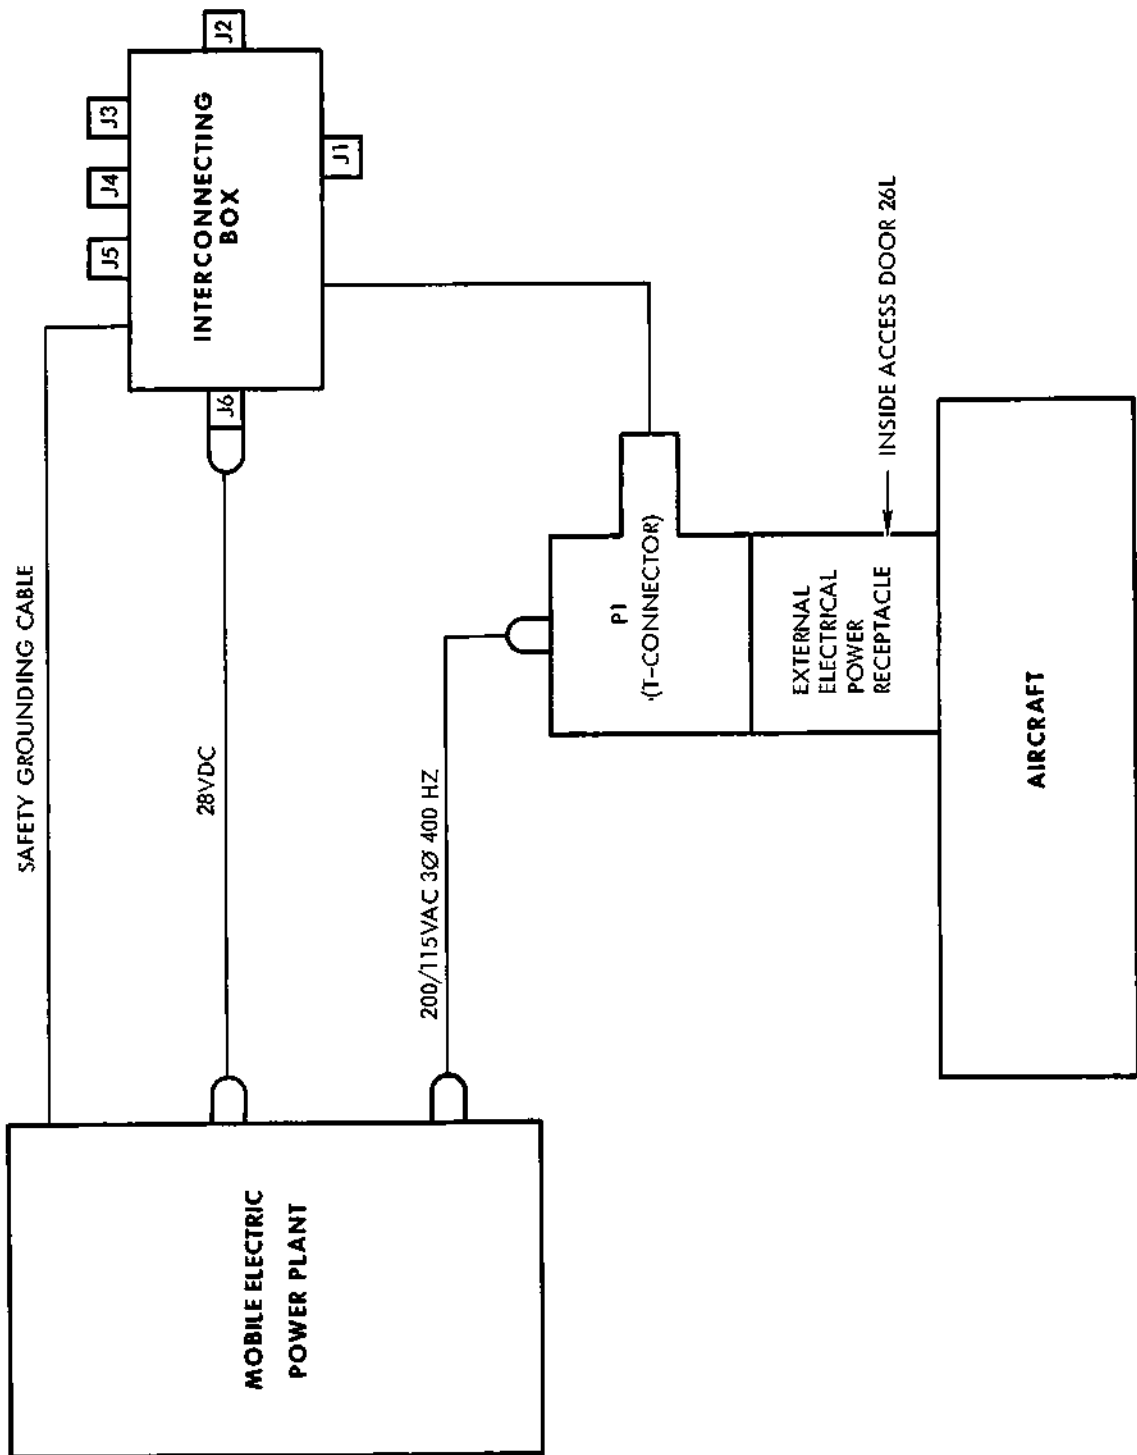 SAFETY GROUNDING CABLE
28VDC
200/115VAC 3Ø 400 HZ
MOBILE ELECTRIC
POWER PLANT
J5
J4
J3
J2
J6
J1
INTERCONNECTING
BOX
P1
(T-CONNECTOR)
EXTERNAL
ELECTRICAL
POWER
RECEPTACLE
INSIDE ACCESS DOOR 26L
AIRCRAFT